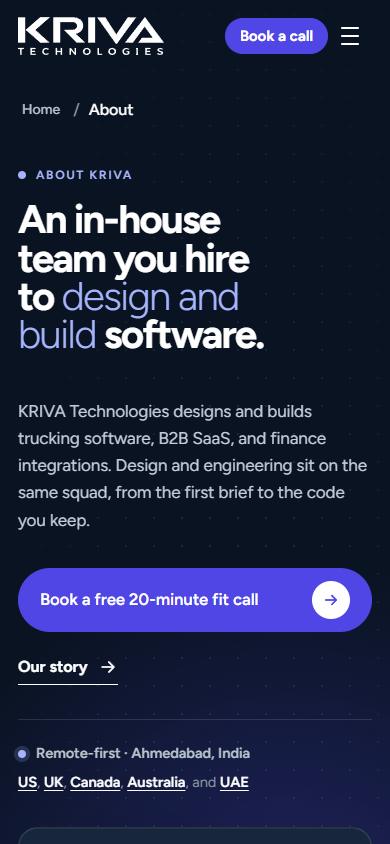 KRIVA
TECHNOLOGIES
Book a call
Home / About
ABOUT KRIVA
An in-house
team you hire
to design and
build software.
KRIVA Technologies designs and builds
trucking software, B2B SaaS, and finance
integrations. Design and engineering sit on the
same squad, from the first brief to the code
you keep.
Book a free 20-minute fit call →
Our story →
Remote-first · Ahmedabad, India
US, UK, Canada, Australia, and UAE